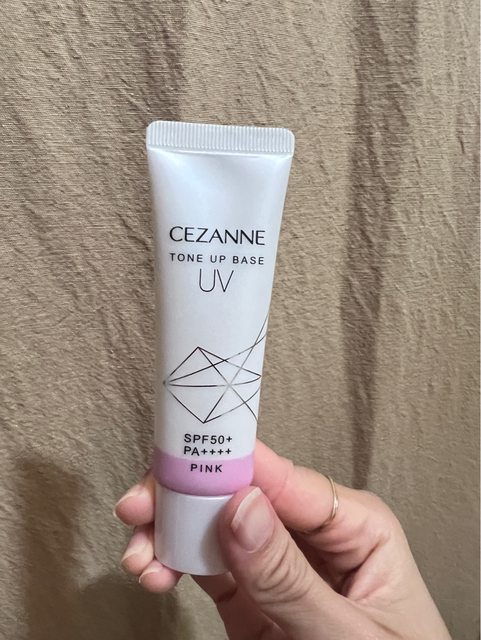 CEZANNE
TONE UP BASE
UV
SPF50+
PA++++
PINK